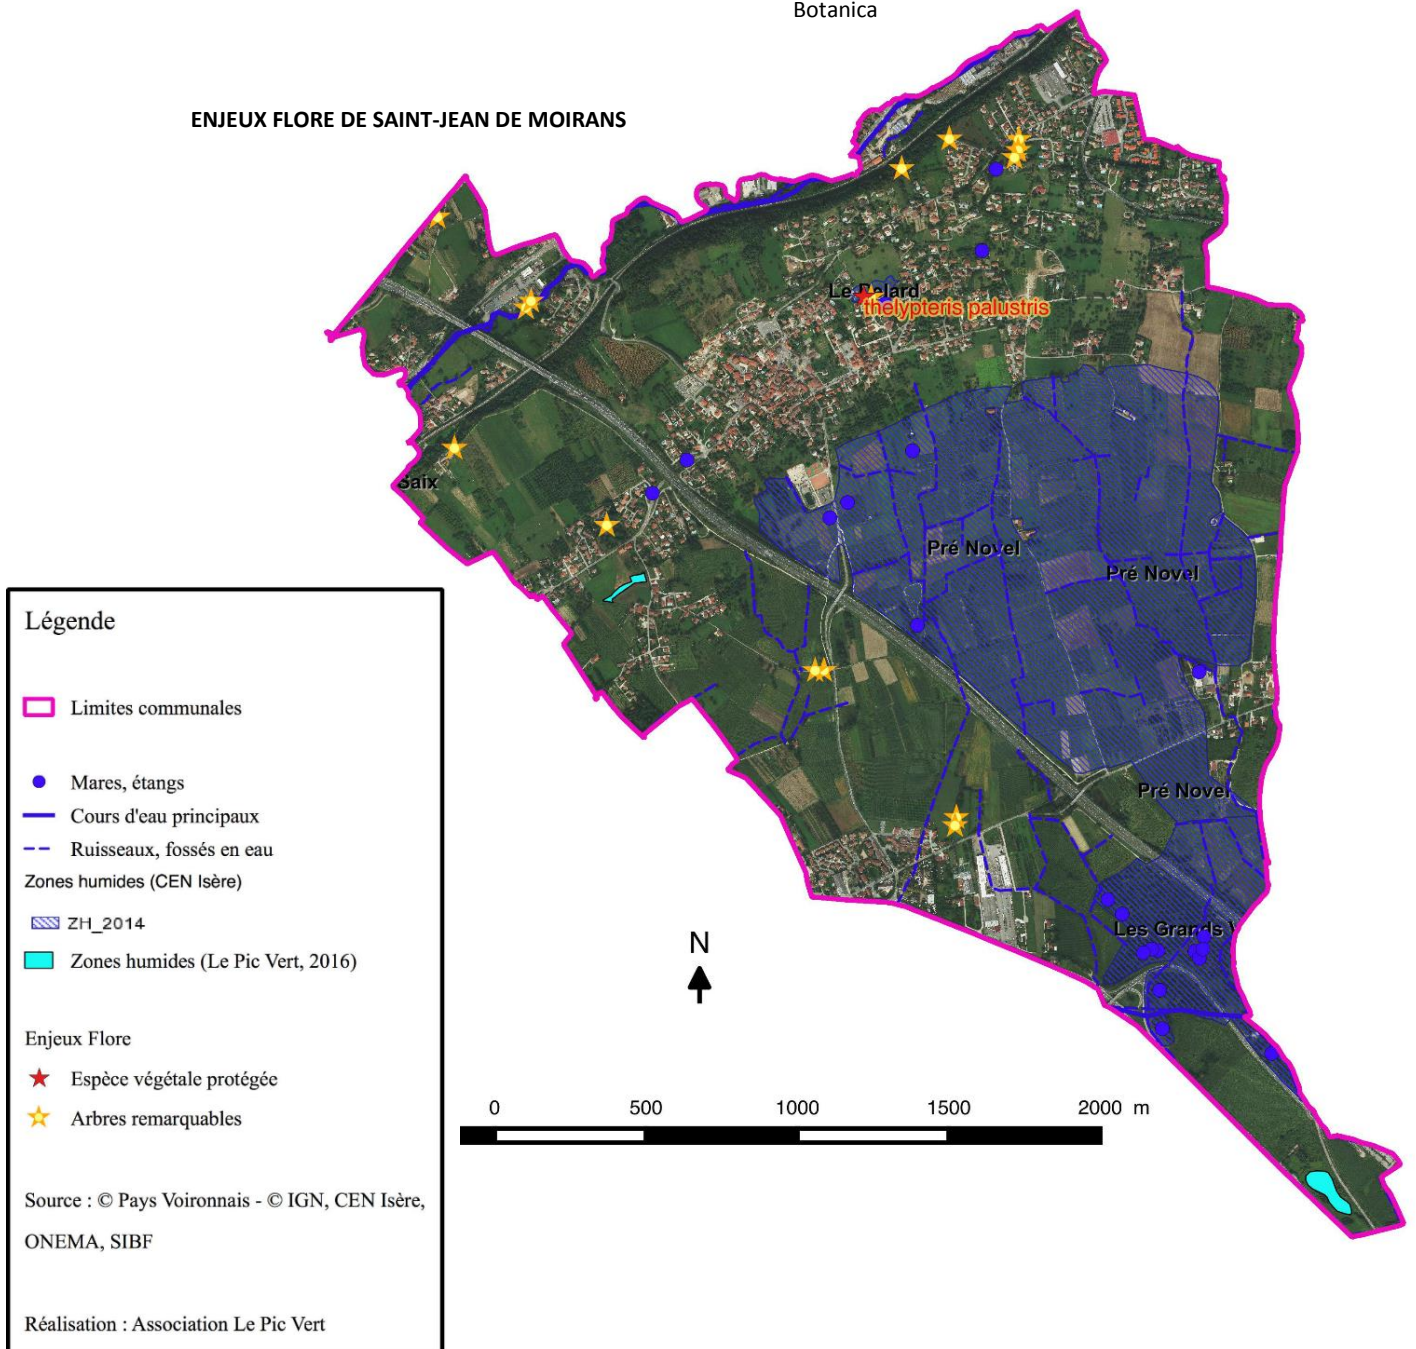 Botanica
ENJEUX FLORE DE SAINT-JEAN DE MOIRANS
thelypteris palustris
Saix
Pré Novel
Pré Novel
Pré Novel
Les Grands
Légende
Limites communales
Mares, étangs
Cours d'eau principaux
Ruisseaux, fossés en eau
Zones humides (CEN Isère)
ZH_2014
Zones humides (Le Pic Vert, 2016)
Enjeux Flore
Espèce végétale protégée
Arbres remarquables
Source : © Pays Voironnais - © IGN, CEN Isère,
ONEMA, SIBF
Réalisation : Association Le Pic Vert
N
0 500 1000 1500 2000 m